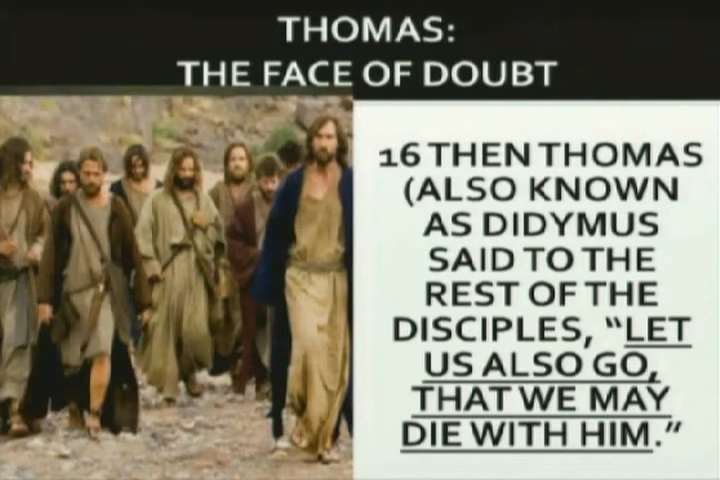 THOMAS:
THE FACE OF DOUBT
16 THEN THOMAS
(ALSO KNOWN
AS DIDYMUS
SAID TO THE
REST OF THE
DISCIPLES, “LET
US ALSO GO,
THAT WE MAY
DIE WITH HIM.”